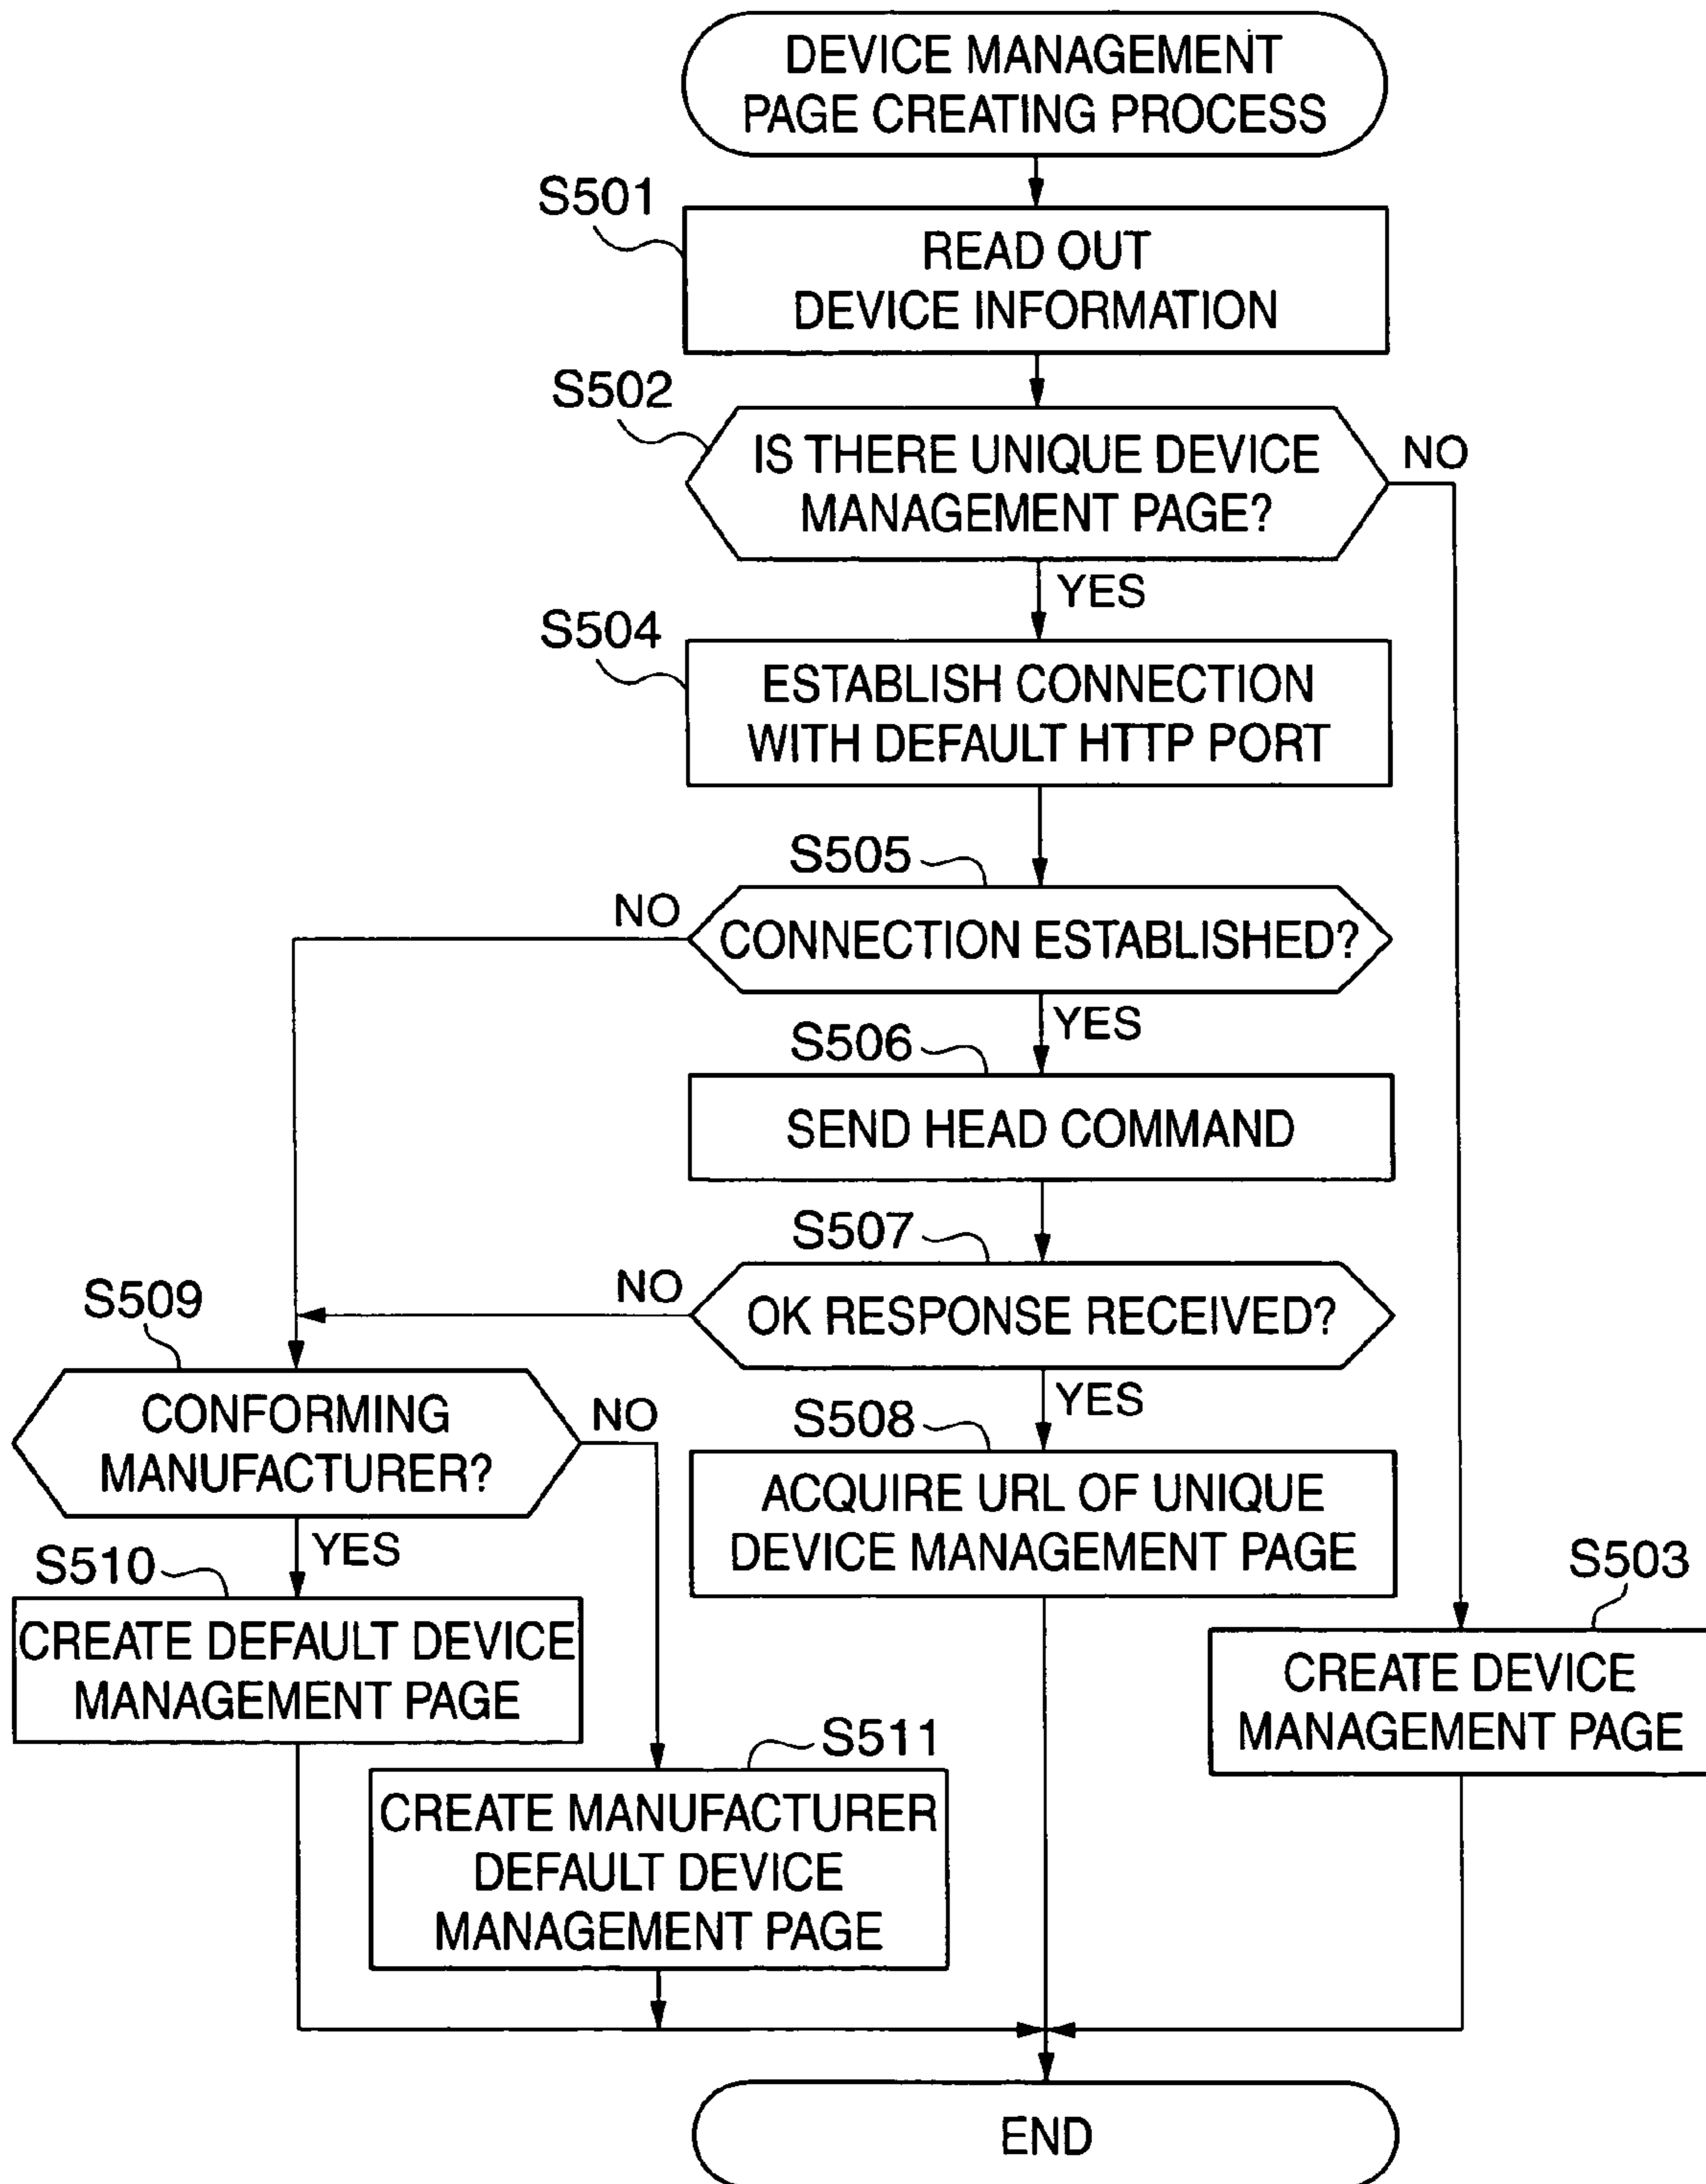 DEVICE MANAGEMENT
PAGE CREATING PROCESS
S501
READ OUT
DEVICE INFORMATION
S502
IS THERE UNIQUE DEVICE
MANAGEMENT PAGE?
NO
YES
S504
ESTABLISH CONNECTION
WITH DEFAULT HTTP PORT
S505
NO
CONNECTION ESTABLISHED?
YES
S506
SEND HEAD COMMAND
S507
NO
OK RESPONSE RECEIVED?
YES
S509
CONFORMING
MANUFACTURER?
NO
YES
S508
ACQUIRE URL OF UNIQUE
DEVICE MANAGEMENT PAGE
S510
CREATE DEFAULT DEVICE
MANAGEMENT PAGE
S503
CREATE DEVICE
MANAGEMENT PAGE
S511
CREATE MANUFACTURER
DEFAULT DEVICE
MANAGEMENT PAGE
END